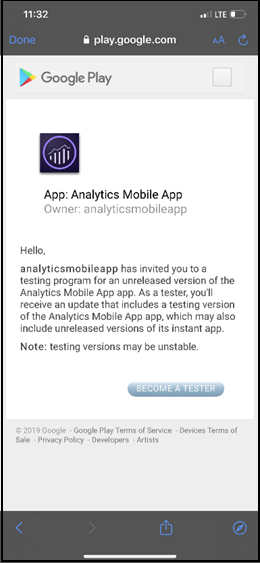 11:32 LTE
Done play.google.com AA
Google Play
App: Analytics Mobile App
Owner: analyticsmobileapp
Hello,
analyticsmobileapp has invited you to a
testing program for an unreleased version of the
Analytics Mobile App app. As a tester, you'll
receive an update that includes a testing version
of the Analytics Mobile App app, which may also
include unreleased versions of its instant app.
Note: testing versions may be unstable.
BECOME A TESTER
© 2019 Google - Google Play Terms of Service - Devices Terms of
Sale - Privacy Policy - Developers - Artists